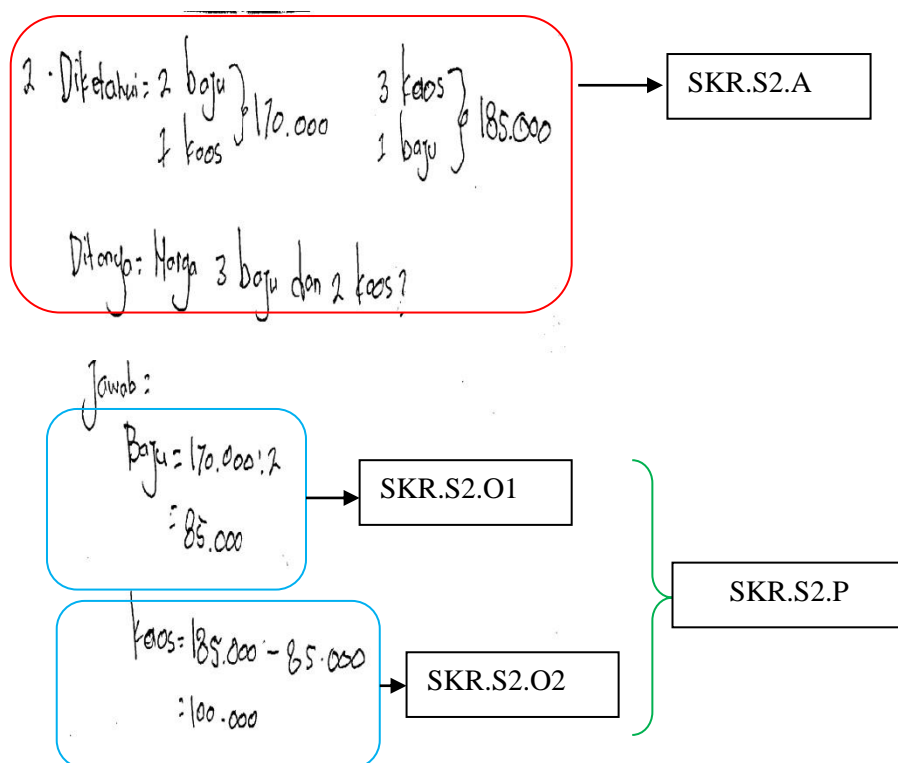 2. Diketahui = 2 baju } 170.000 3 kaos } 185.000
1 kaos 1 baju
SKR.S2.A
Ditanya = Harga 3 baju dan 2 kaos?
Jawab =
Baju = 170.000 : 2
= 85.000
SKR.S2.O1
SKR.S2.P
Kaos = 185.000 - 85.000
= 100.000
SKR.S2.O2